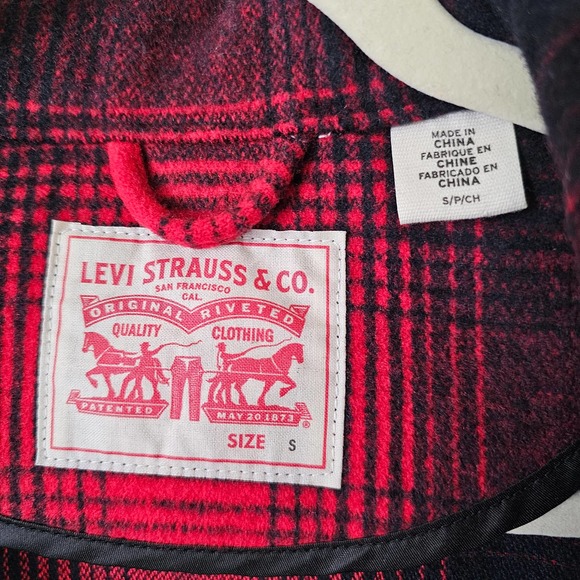 MADE IN
CHINA
FABRIQUE EN
CHINE
FABRICADO EN
CHINA
S/P/CH
LEVI STRAUSS & CO.
SAN FRANCISCO
CAL.
ORIGINAL RIVETED
QUALITY CLOTHING
PATENTED MAY 20 1873 ®
SIZE S